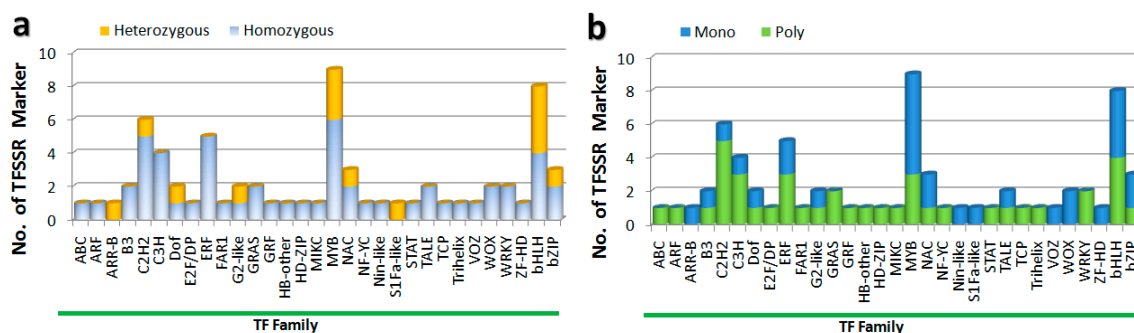 a
Heterozygous Homozygous
No. of TFSSR Marker
10
8
6
4
2
0
ABC
ARF
ARR-B
B3
C2H2
C3H
Dof
E2F/DP
ERF
FAR1
G2-like
GRAS
GRF
HB-other
HD-ZIP
MIKC
MYB
NAC
NF-YC
Nin-like
S1Fa-like
STAT
TALE
TCP
Trihelix
VOZ
WOX
WRKY
ZF-HD
bHLH
bZIP
TF Family
b
Mono Poly
No. of TFSSR Marker
10
8
6
4
2
0
ABC
ARF
ARR-B
B3
C2H2
C3H
Dof
E2F/DP
ERF
FAR1
G2-like
GRAS
GRF
HB-other
HD-ZIP
MIKC
MYB
NAC
NF-YC
Nin-like
S1Fa-like
STAT
TALE
TCP
Trihelix
VOZ
WOX
WRKY
ZF-HD
bHLH
bZIP
TF Family